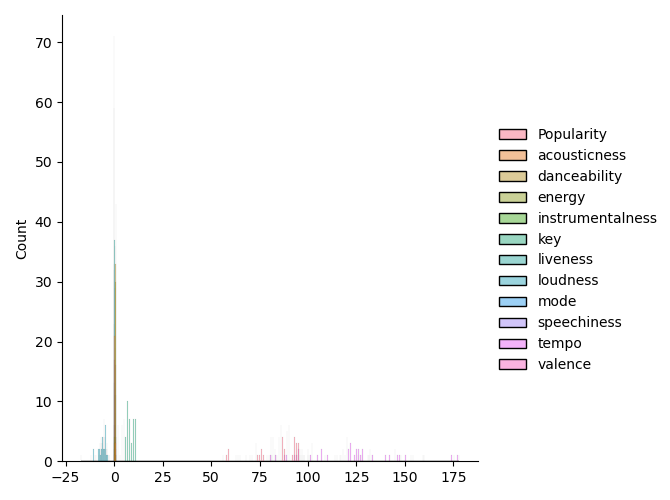 70
60
50
40
30
20
10
0
Count
−25 0 25 50 75 100 125 150 175
Popularity
acousticness
danceability
energy
instrumentalness
key
liveness
loudness
mode
speechiness
tempo
valence